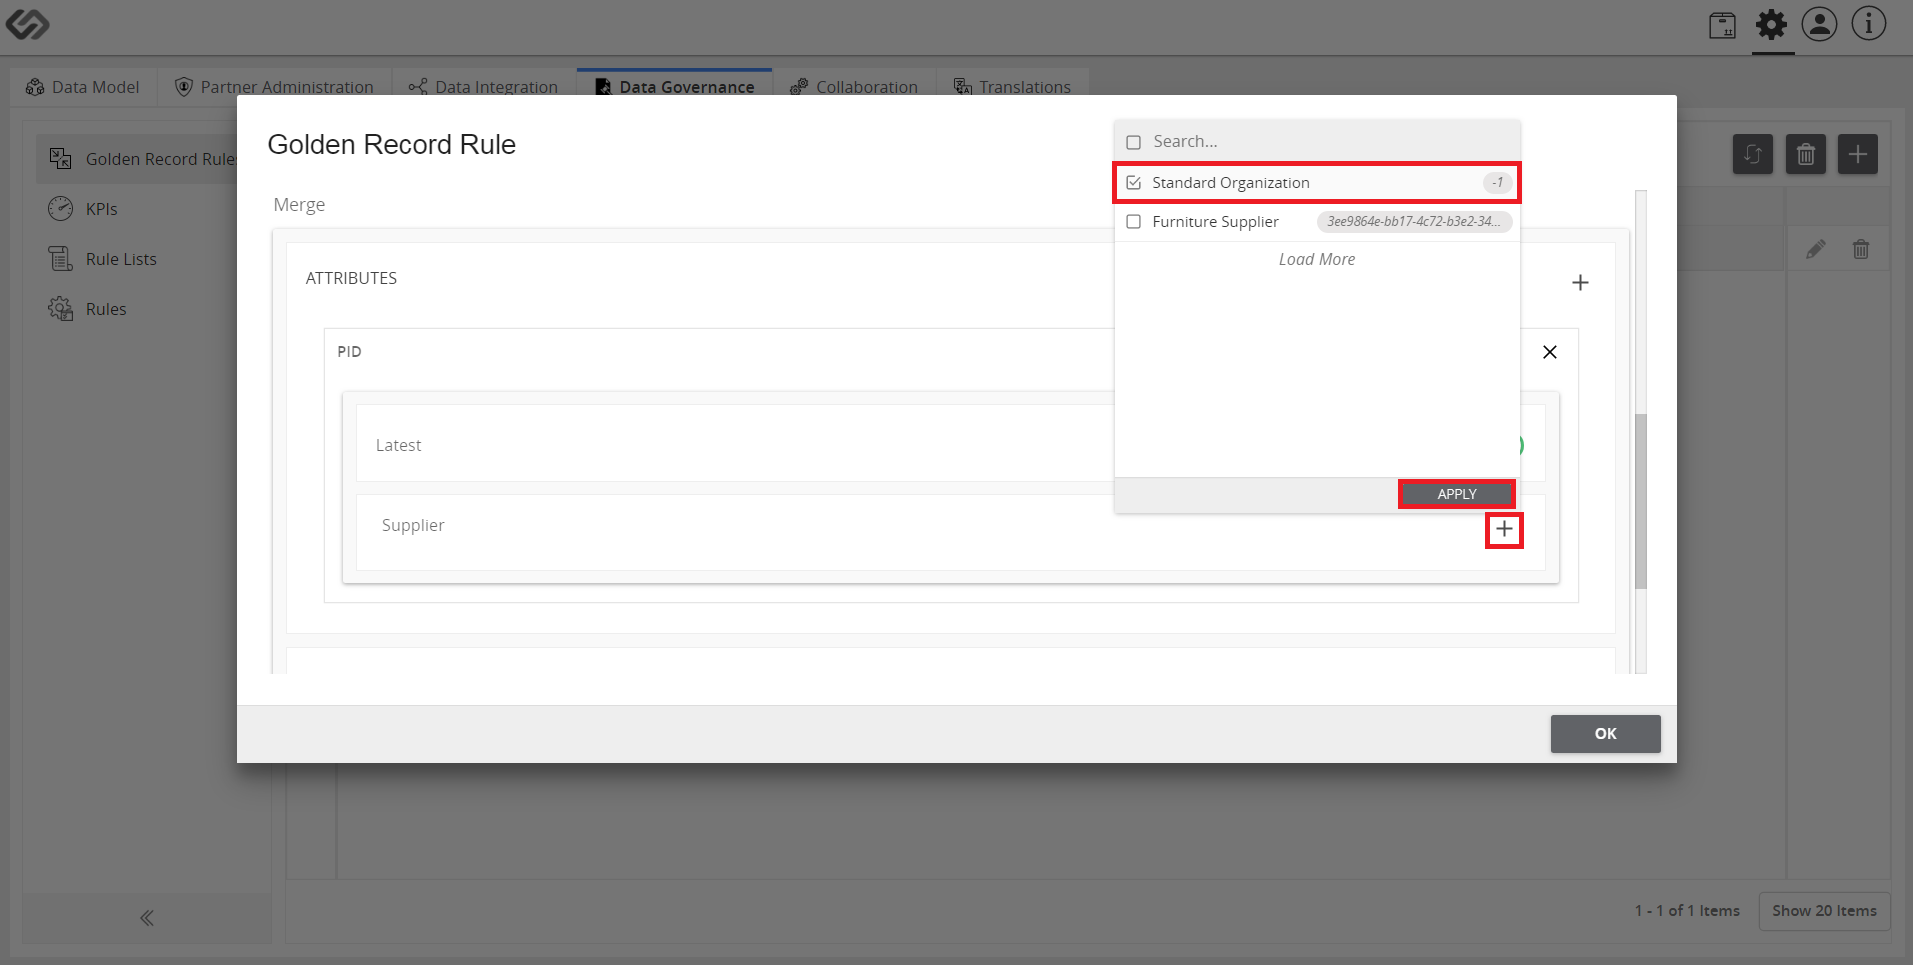 Data Model
Partner Administration
Data Integration
Data Governance
Collaboration
Translations
Golden Record Rule
KPIs
Rule Lists
Rules
Golden Record Rule
Merge
ATTRIBUTES
PID
Latest
Supplier
Search...
Standard Organization -1
Furniture Supplier 3ee9864e-bb17-4c72-b3e2-34...
Load More
APPLY
OK
1 - 1 of 1 Items
Show 20 Items